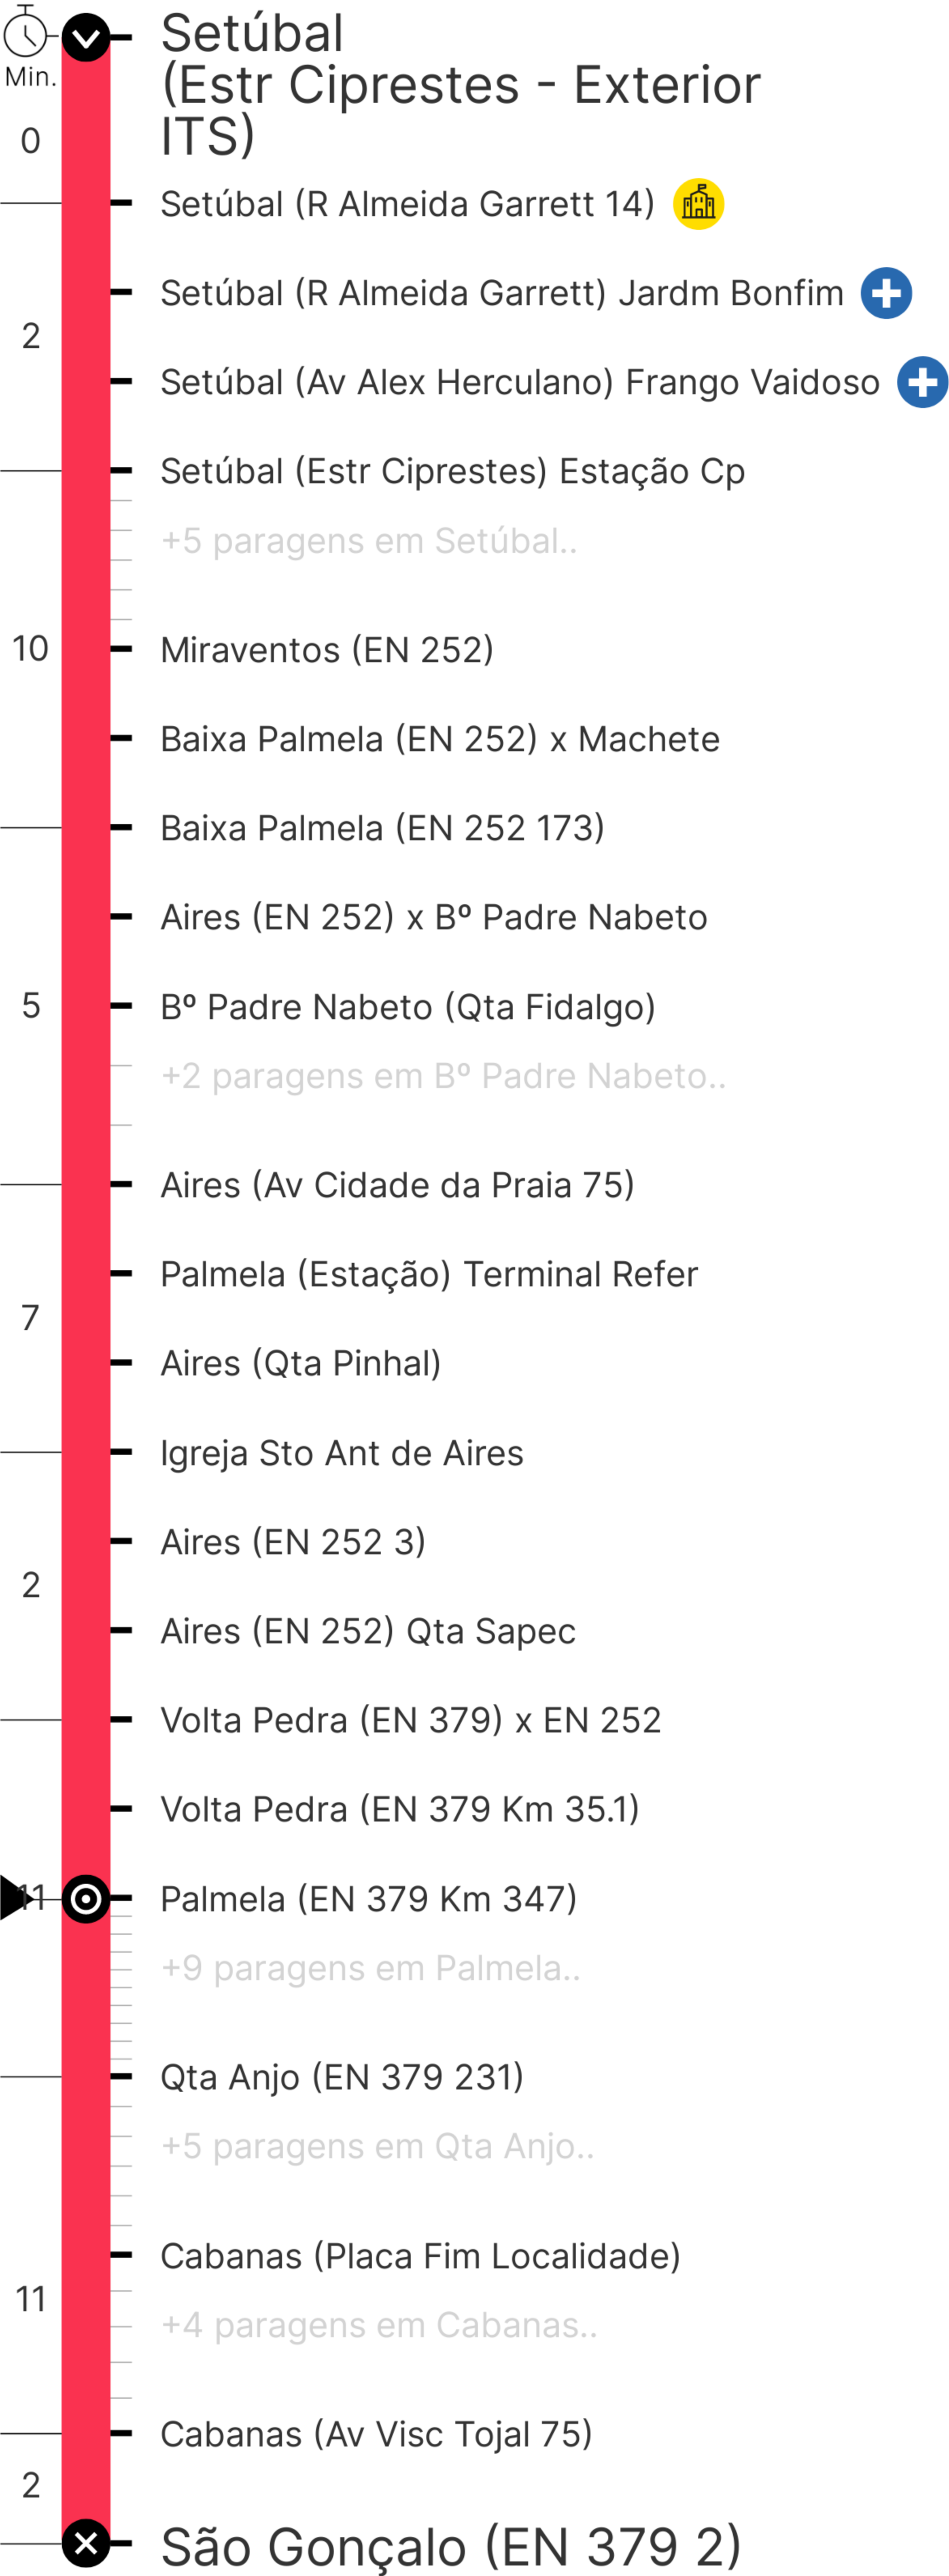 Setúbal
(Estr Ciprestes - Exterior
ITS)
Min.
0
Setúbal (R Almeida Garrett 14)
Setúbal (R Almeida Garrett) Jardm Bonfim
2
Setúbal (Av Alex Herculano) Frango Vaidoso
Setúbal (Estr Ciprestes) Estação Cp
+5 paragens em Setúbal..
10
Miraventos (EN 252)
Baixa Palmela (EN 252) x Machete
Baixa Palmela (EN 252 173)
Aires (EN 252) x Bº Padre Nabeto
5
Bº Padre Nabeto (Qta Fidalgo)
+2 paragens em Bº Padre Nabeto..
Aires (Av Cidade da Praia 75)
Palmela (Estação) Terminal Refer
7
Aires (Qta Pinhal)
Igreja Sto Ant de Aires
Aires (EN 252 3)
2
Aires (EN 252) Qta Sapec
Volta Pedra (EN 379) x EN 252
Volta Pedra (EN 379 Km 35.1)
11
Palmela (EN 379 Km 347)
+9 paragens em Palmela..
Qta Anjo (EN 379 231)
+5 paragens em Qta Anjo..
Cabanas (Placa Fim Localidade)
11
+4 paragens em Cabanas..
Cabanas (Av Visc Tojal 75)
2
São Gonçalo (EN 379 2)